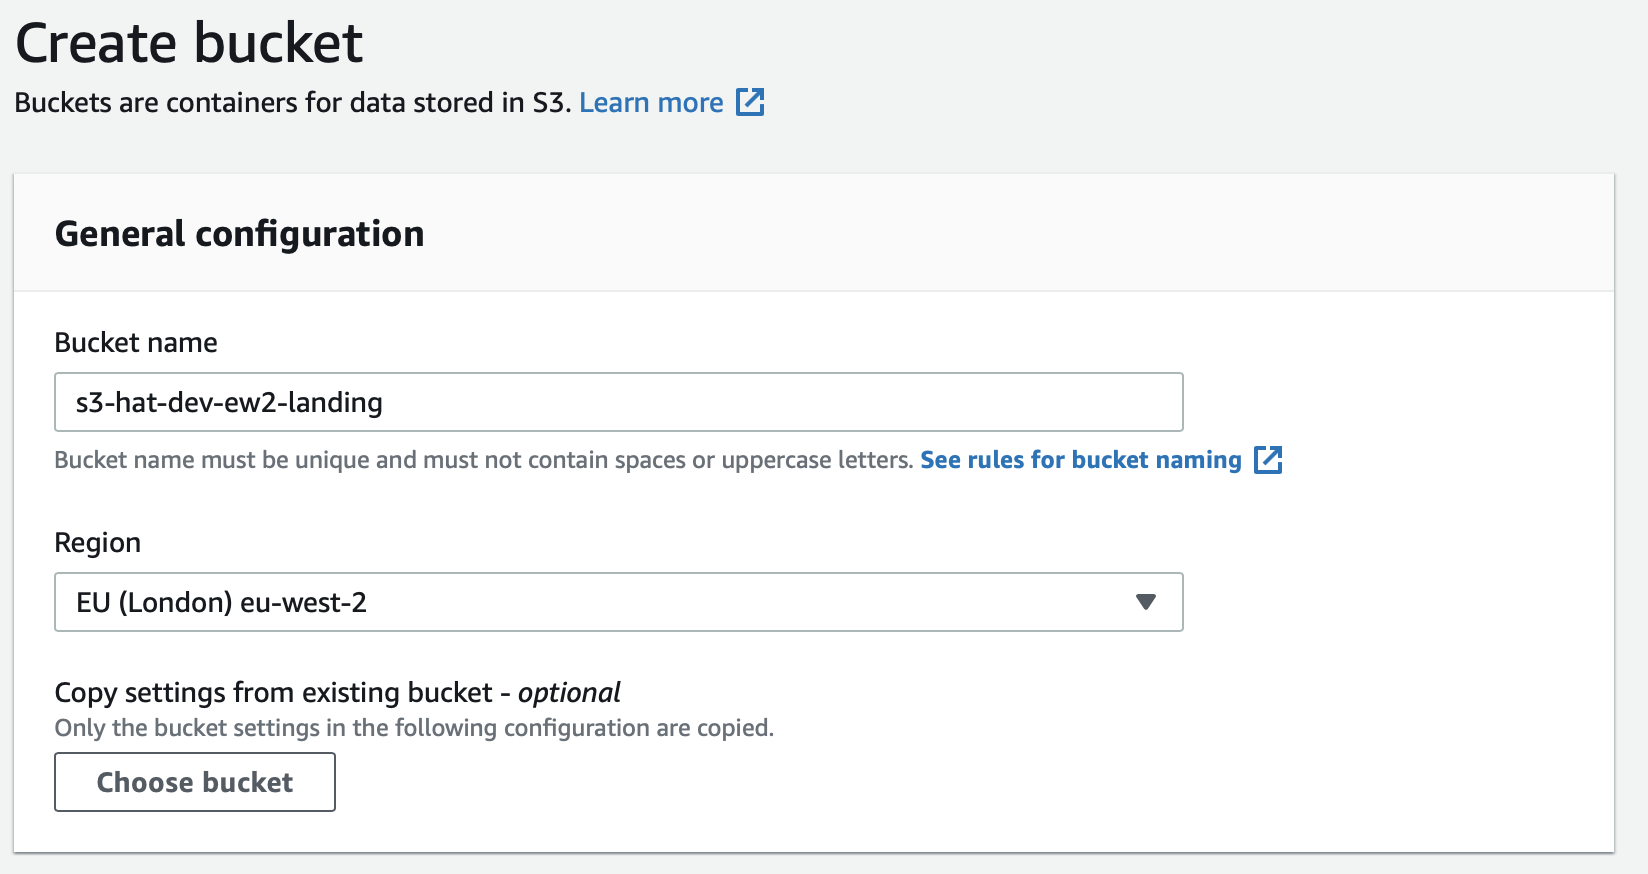 Create bucket
Buckets are containers for data stored in S3. Learn more
General configuration
Bucket name
s3-hat-dev-ew2-landing
Bucket name must be unique and must not contain spaces or uppercase letters. See rules for bucket naming
Region
EU (London) eu-west-2
Copy settings from existing bucket - optional
Only the bucket settings in the following configuration are copied.
Choose bucket